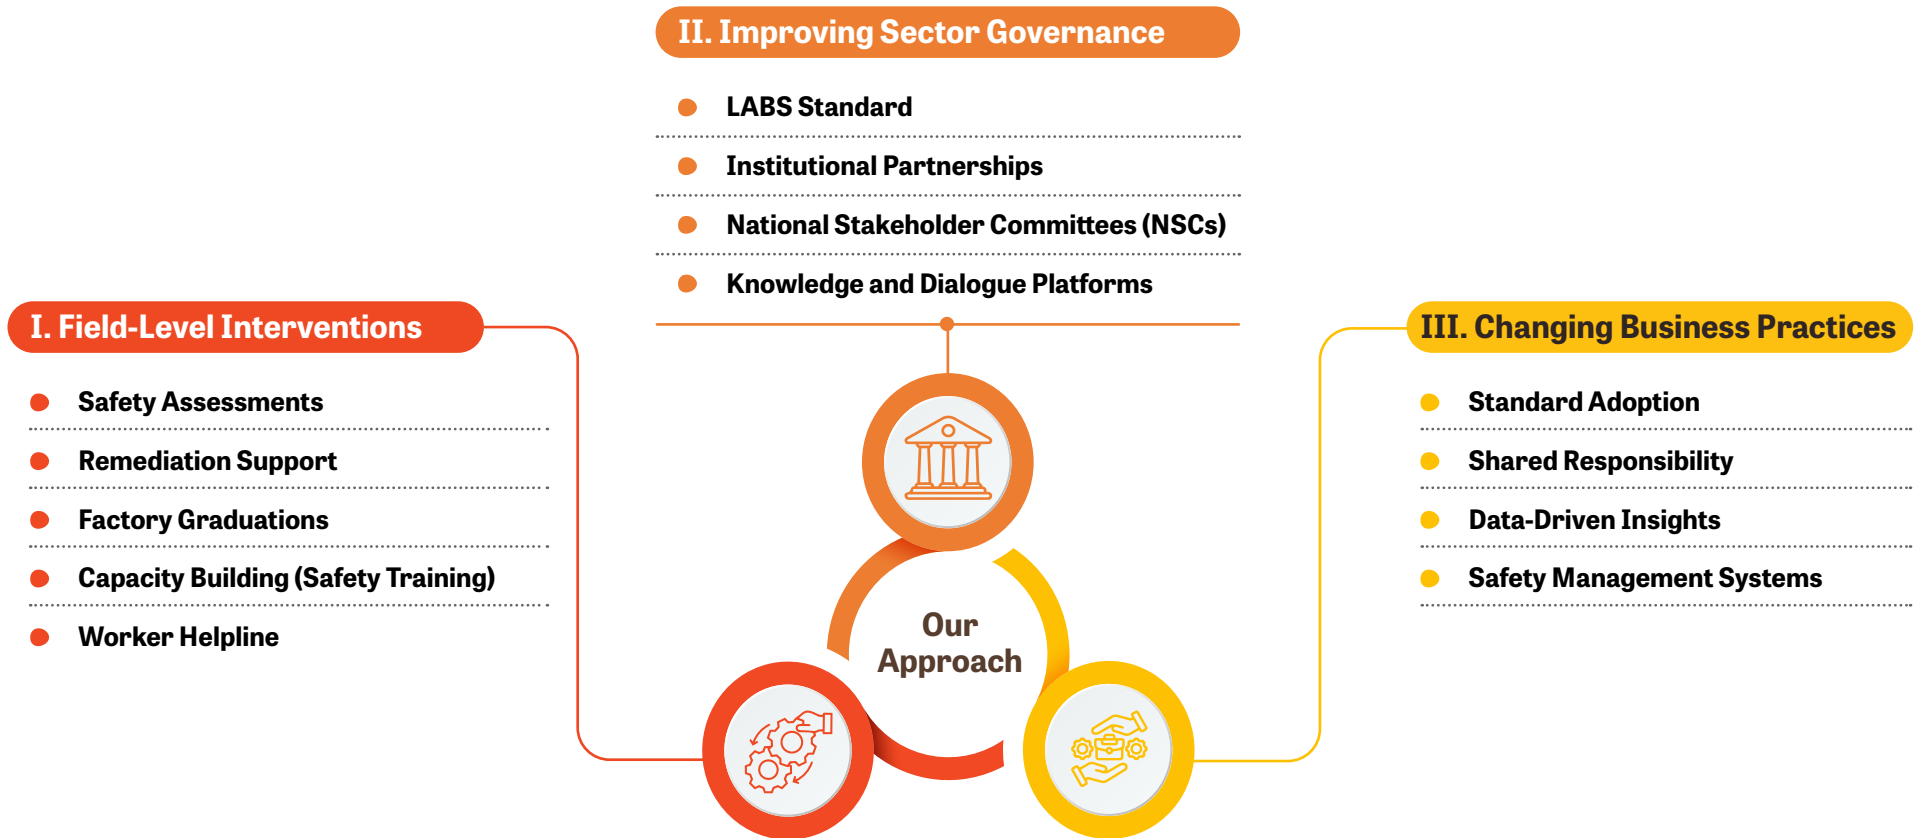 II. Improving Sector Governance
LABS Standard
Institutional Partnerships
National Stakeholder Committees (NSCs)
Knowledge and Dialogue Platforms
I. Field-Level Interventions
Safety Assessments
Remediation Support
Factory Graduations
Capacity Building (Safety Training)
Worker Helpline
III. Changing Business Practices
Standard Adoption
Shared Responsibility
Data-Driven Insights
Safety Management Systems
Our
Approach